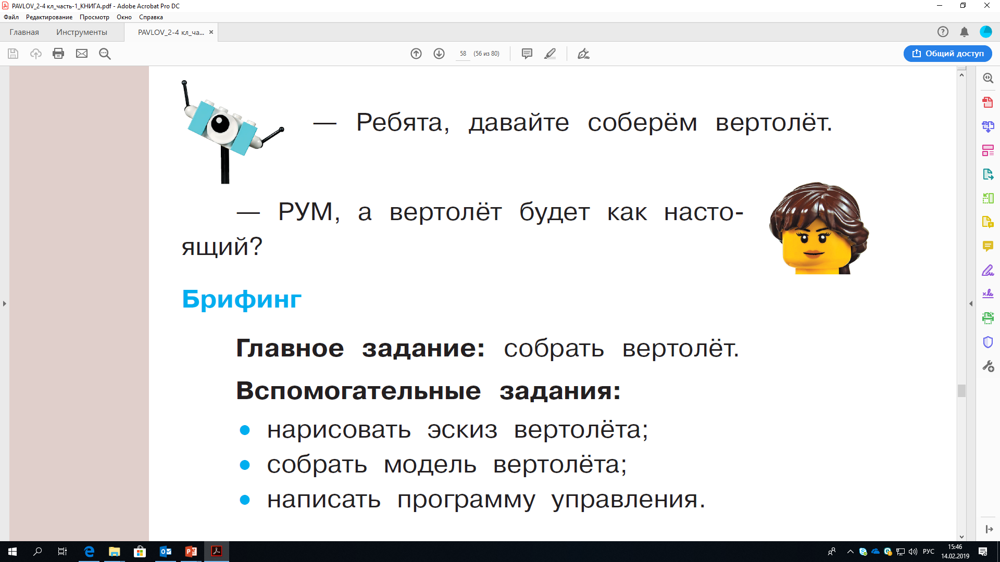 PAVLOV_2-4 кл_часть-1_КНИГА.pdf - Adobe Acrobat Pro DC
Файл Редактирование Просмотр Окно Справка
Главная Инструменты PAVLOV_2-4 кл_ча...
58 (56 из 80)
Общий доступ
— Ребята, давайте соберём вертолёт.
— РУМ, а вертолёт будет как насто-
ящий?
Брифинг
Главное задание: собрать вертолёт.
Вспомогательные задания:
• нарисовать эскиз вертолёта;
• собрать модель вертолёта;
• написать программу управления.
РУС
15:46
14.02.2019